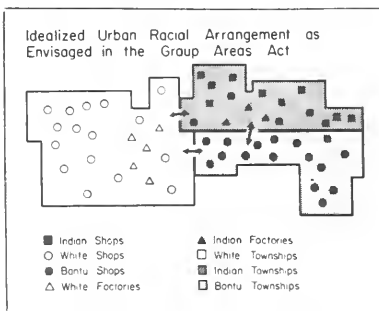 Idealized Urban Racial Arrangement as
Envisaged in the Group Areas Act
Indian Shops
White Shops
Bantu Shops
White Factories
Indian Factories
White Townships
Indian Townships
Bantu Townships